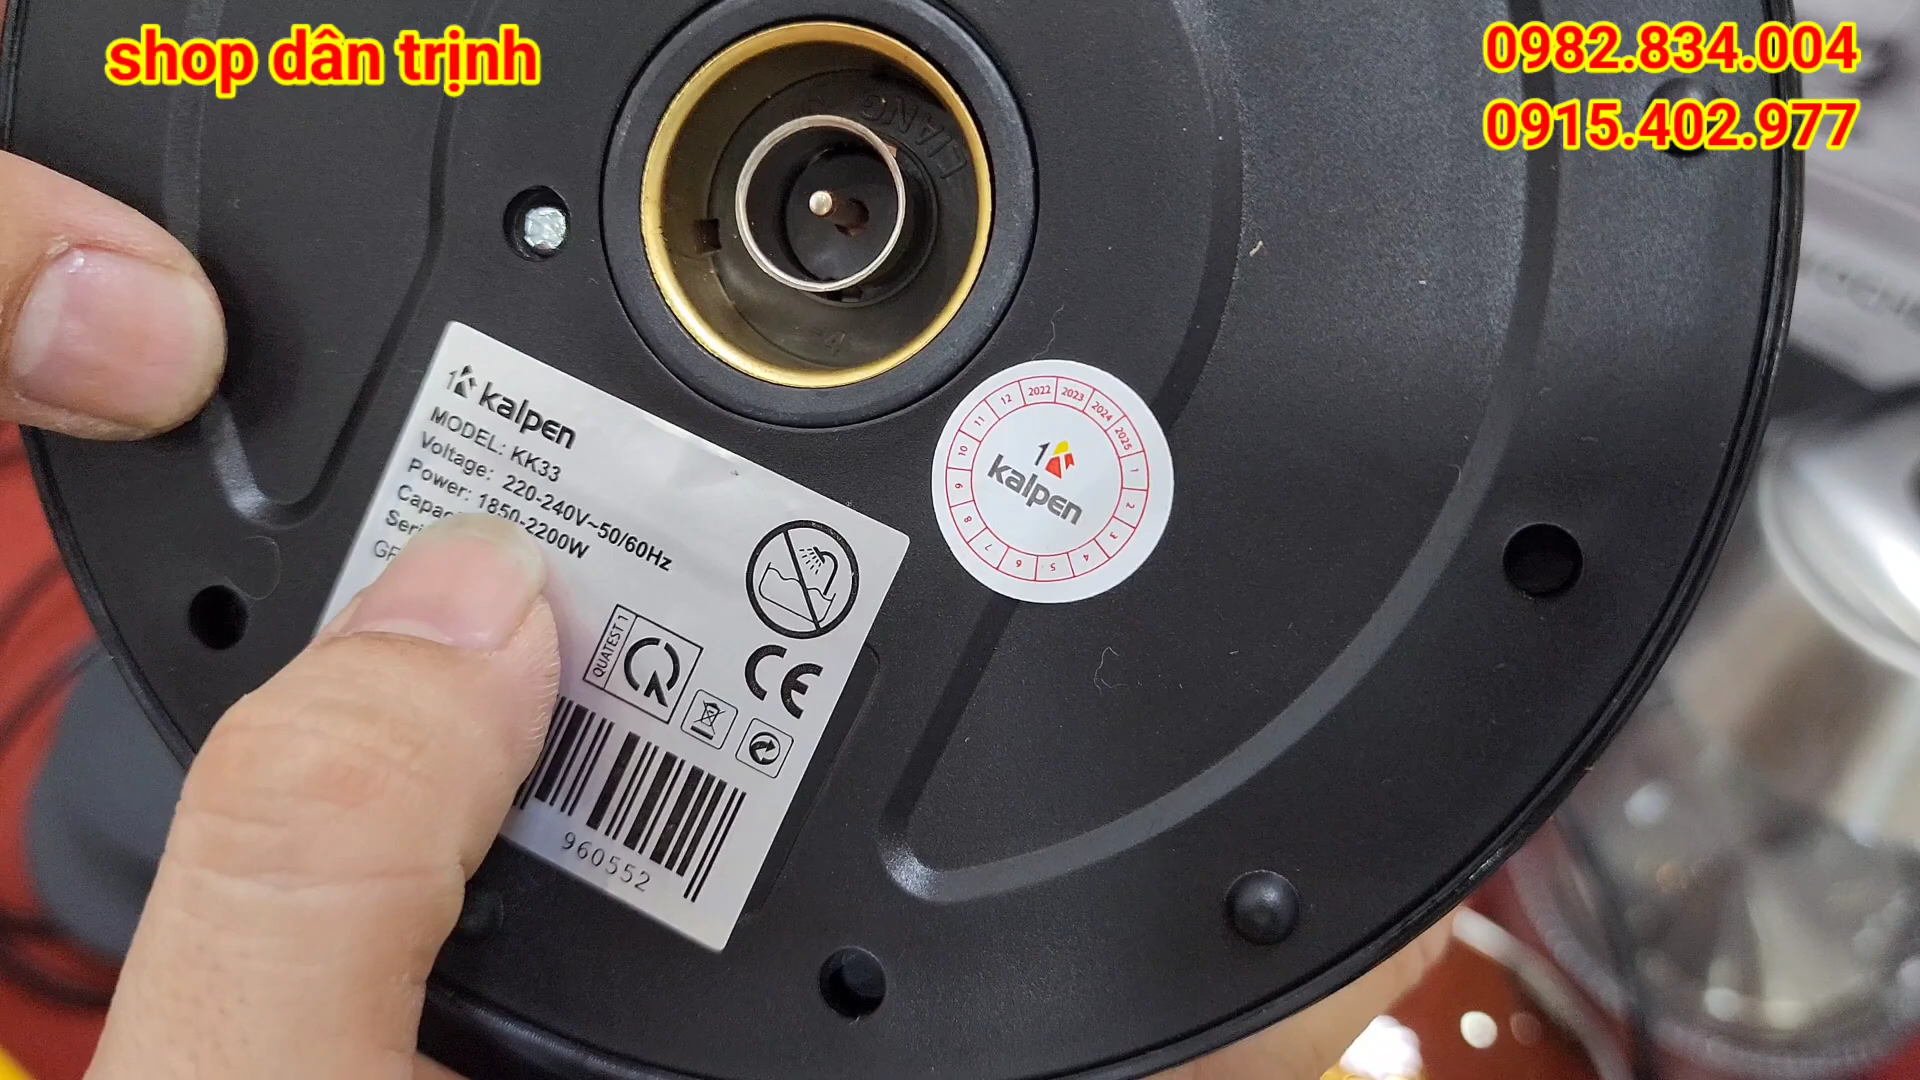 shop dân trịnh
0982.834.004
0915.402.977
LIANG
kalpen
MODEL: KK33
Voltage: 220-240V~50/60Hz
Power: 1850-2200W
QUATEST 1
CE
960552
2022 2023 2024 2025 1 2 3 4 5 6 7 8 9 10 11 12
kalpen